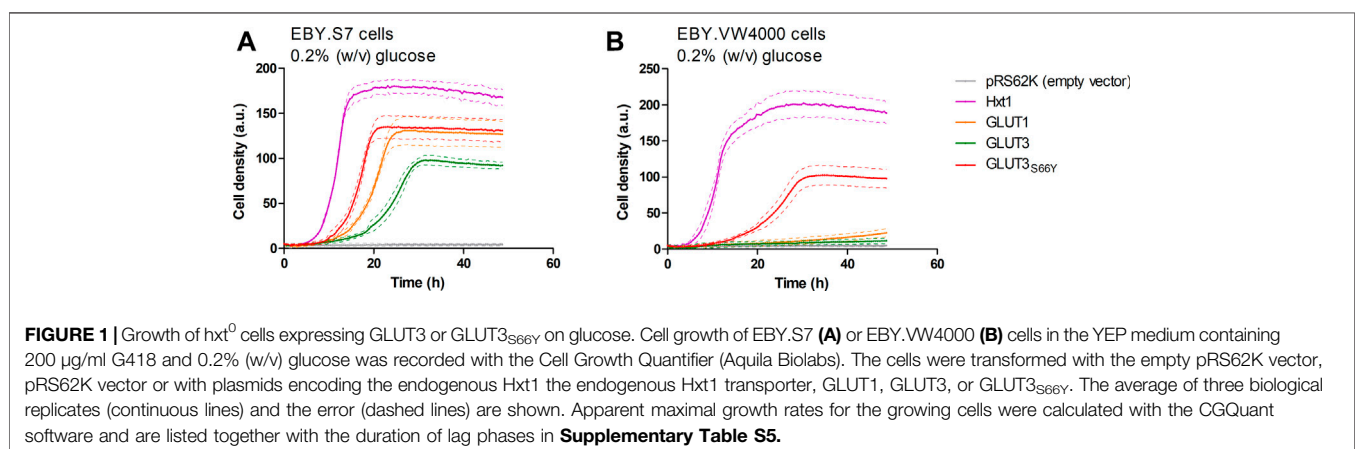 A
EBY.S7 cells
0.2% (w/v) glucose
200
150
100
50
0
Cell density (a.u.)
0 20 40 60
Time (h)
B
EBY.VW4000 cells
0.2% (w/v) glucose
250
200
150
100
50
0
Cell density (a.u.)
0 20 40 60
Time (h)
pRS62K (empty vector)
Hxt1
GLUT1
GLUT3
GLUT3S66Y
FIGURE 1 | Growth of hxt0 cells expressing GLUT3 or GLUT3S66Y on glucose. Cell growth of EBY.S7 (A) or EBY.VW4000 (B) cells in the YEP medium containing
200 μg/ml G418 and 0.2% (w/v) glucose was recorded with the Cell Growth Quantifier (Aquila Biolabs). The cells were transformed with the empty pRS62K vector,
pRS62K vector or with plasmids encoding the endogenous Hxt1 the endogenous Hxt1 transporter, GLUT1, GLUT3, or GLUT3S66Y. The average of three biological
replicates (continuous lines) and the error (dashed lines) are shown. Apparent maximal growth rates for the growing cells were calculated with the CGQuant
software and are listed together with the duration of lag phases in Supplementary Table S5.